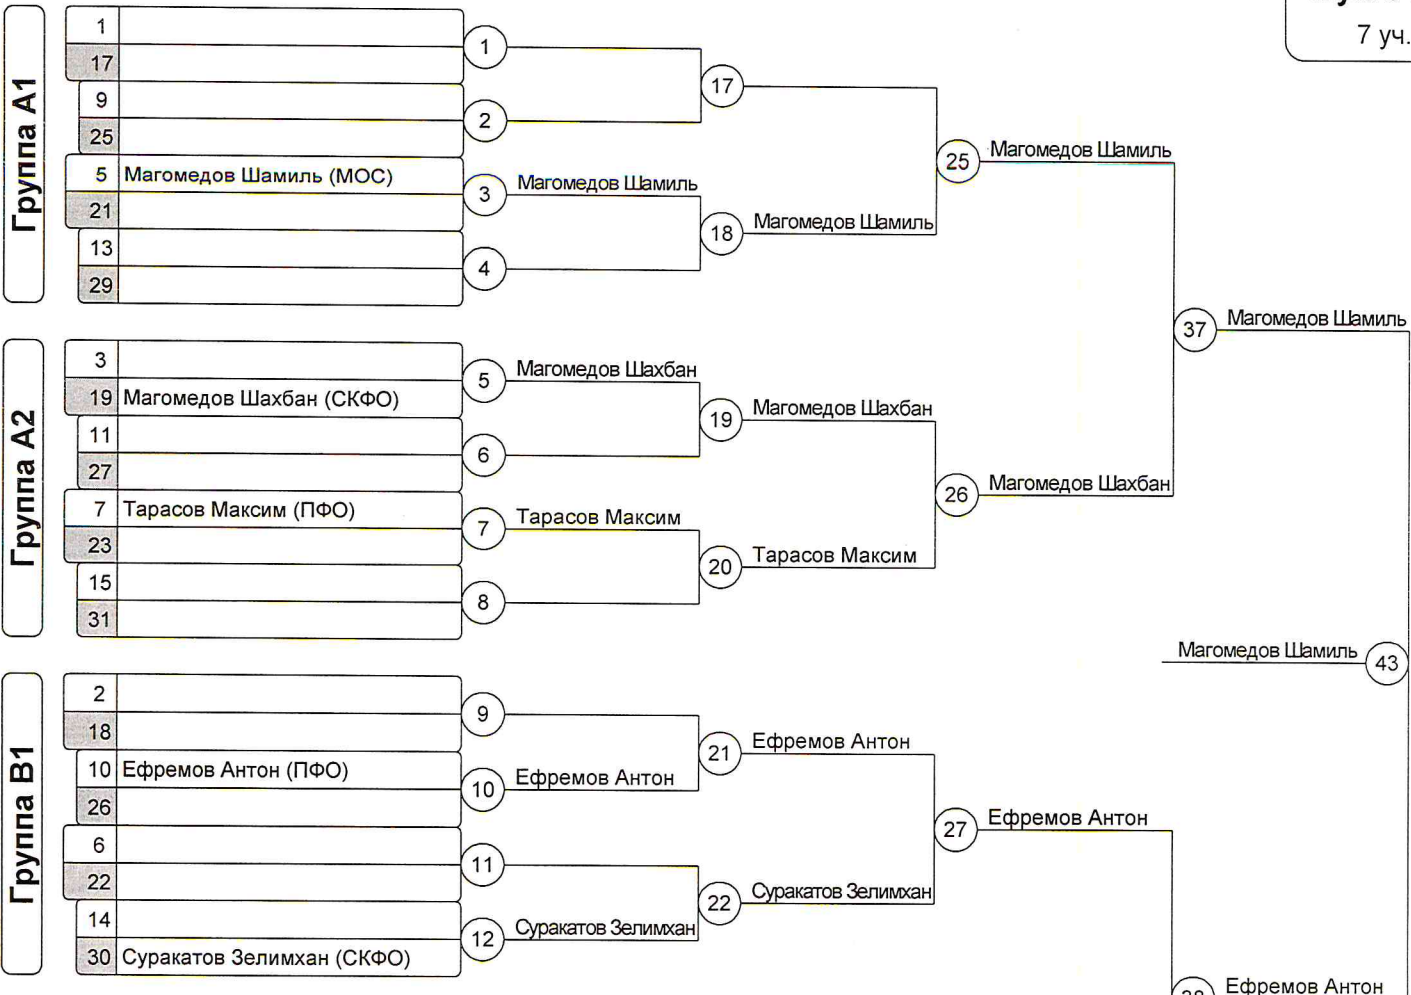 7 уч.
Группа А1
1
17
9
25
5 Магомедов Шамиль (МОС)
21
13
29
1
2
3 Магомедов Шамиль
4
17
18 Магомедов Шамиль
25 Магомедов Шамиль
37 Магомедов Шамиль
Группа А2
3
19 Магомедов Шахбан (СКФО)
11
27
7 Тарасов Максим (ПФО)
23
15
31
5 Магомедов Шахбан
6
7 Тарасов Максим
8
19 Магомедов Шахбан
20 Тарасов Максим
26 Магомедов Шахбан
Магомедов Шамиль 43
Группа В1
2
18
10 Ефремов Антон (ПФО)
26
6
22
14
30 Суракатов Зелимхан (СКФО)
9
10 Ефремов Антон
11
12 Суракатов Зелимхан
21 Ефремов Антон
22 Суракатов Зелимхан
27 Ефремов Антон
Ефремов Антон